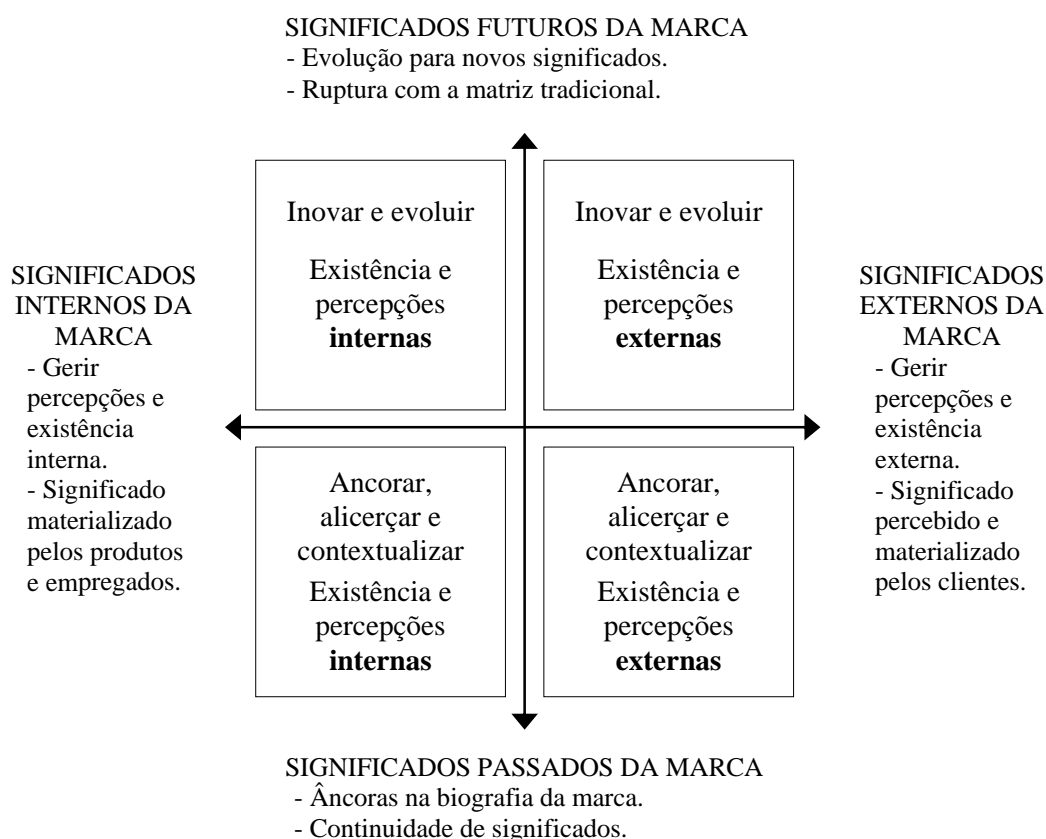 SIGNIFICADOS FUTUROS DA MARCA
- Evolução para novos significados.
- Ruptura com a matriz tradicional.
SIGNIFICADOS
INTERNOS DA
MARCA
- Gerir
percepções e
existência
interna.
- Significado
materializado
pelos produtos
e empregados.
Inovar e evoluir
Existência e
percepções
internas
Inovar e evoluir
Existência e
percepções
externas
Ancorar,
alicerçar e
contextualizar
Existência e
percepções
internas
Ancorar,
alicerçar e
contextualizar
Existência e
percepções
externas
SIGNIFICADOS
EXTERNOS DA
MARCA
- Gerir
percepções e
existência
externa.
- Significado
percebido e
materializado
pelos clientes.
SIGNIFICADOS PASSADOS DA MARCA
- Âncoras na biografia da marca.
- Continuidade de significados.